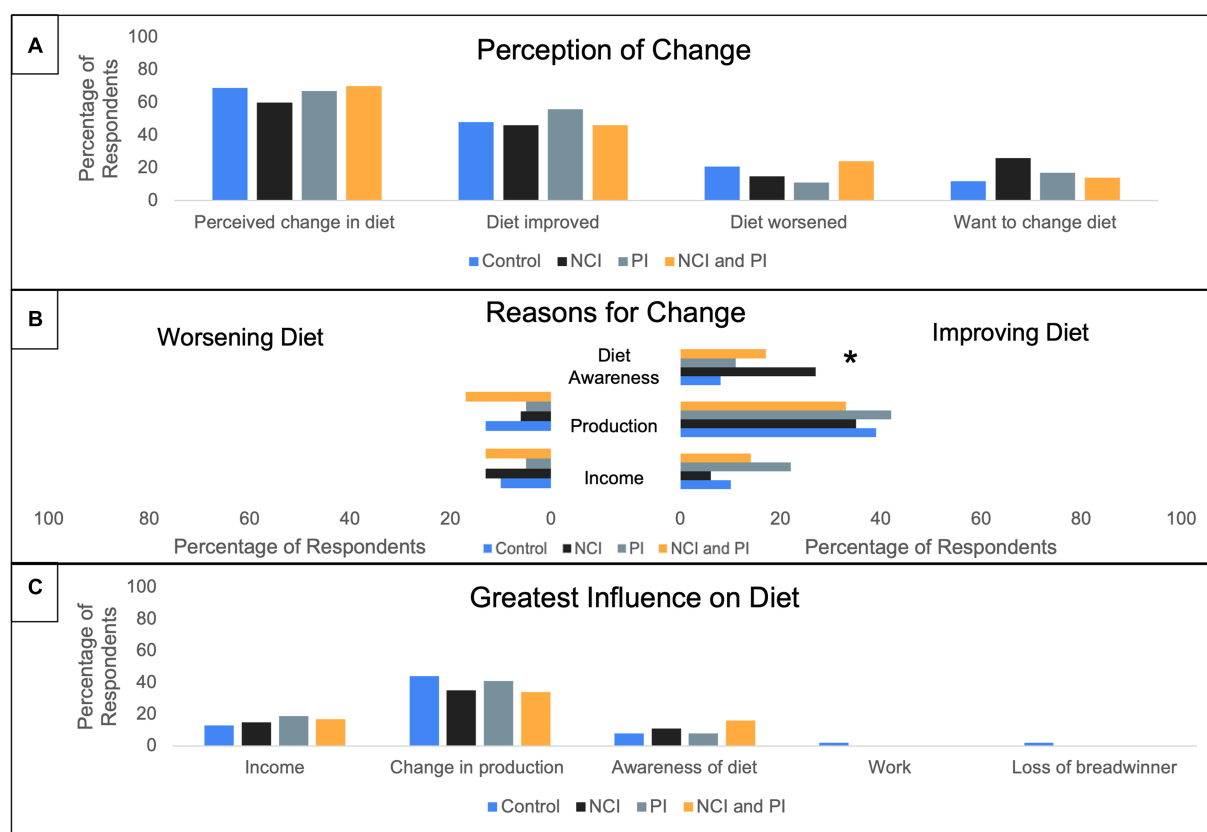 A
Perception of Change
Percentage of
Respondents
100
80
60
40
20
0
Perceived change in diet
Diet improved
Diet worsened
Want to change diet
Control NCI PI NCI and PI
B
Reasons for Change
Worsening Diet
Improving Diet
Diet
Awareness
*
Production
Income
100 80 60 40 20 0
0 20 40 60 80 100
Percentage of Respondents
Percentage of Respondents
Control NCI PI NCI and PI
C
Greatest Influence on Diet
Percentage of
Respondents
100
80
60
40
20
0
Income
Change in production
Awareness of diet
Work
Loss of breadwinner
Control NCI PI NCI and PI